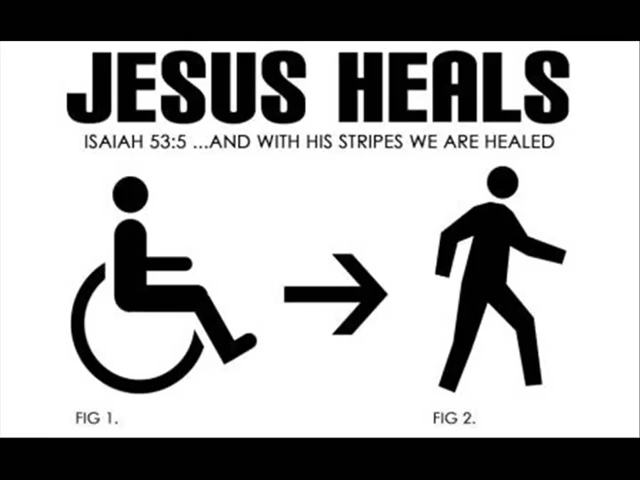 JESUS HEALS
ISAIAH 53:5 ...AND WITH HIS STRIPES WE ARE HEALED
FIG 1.
FIG 2.